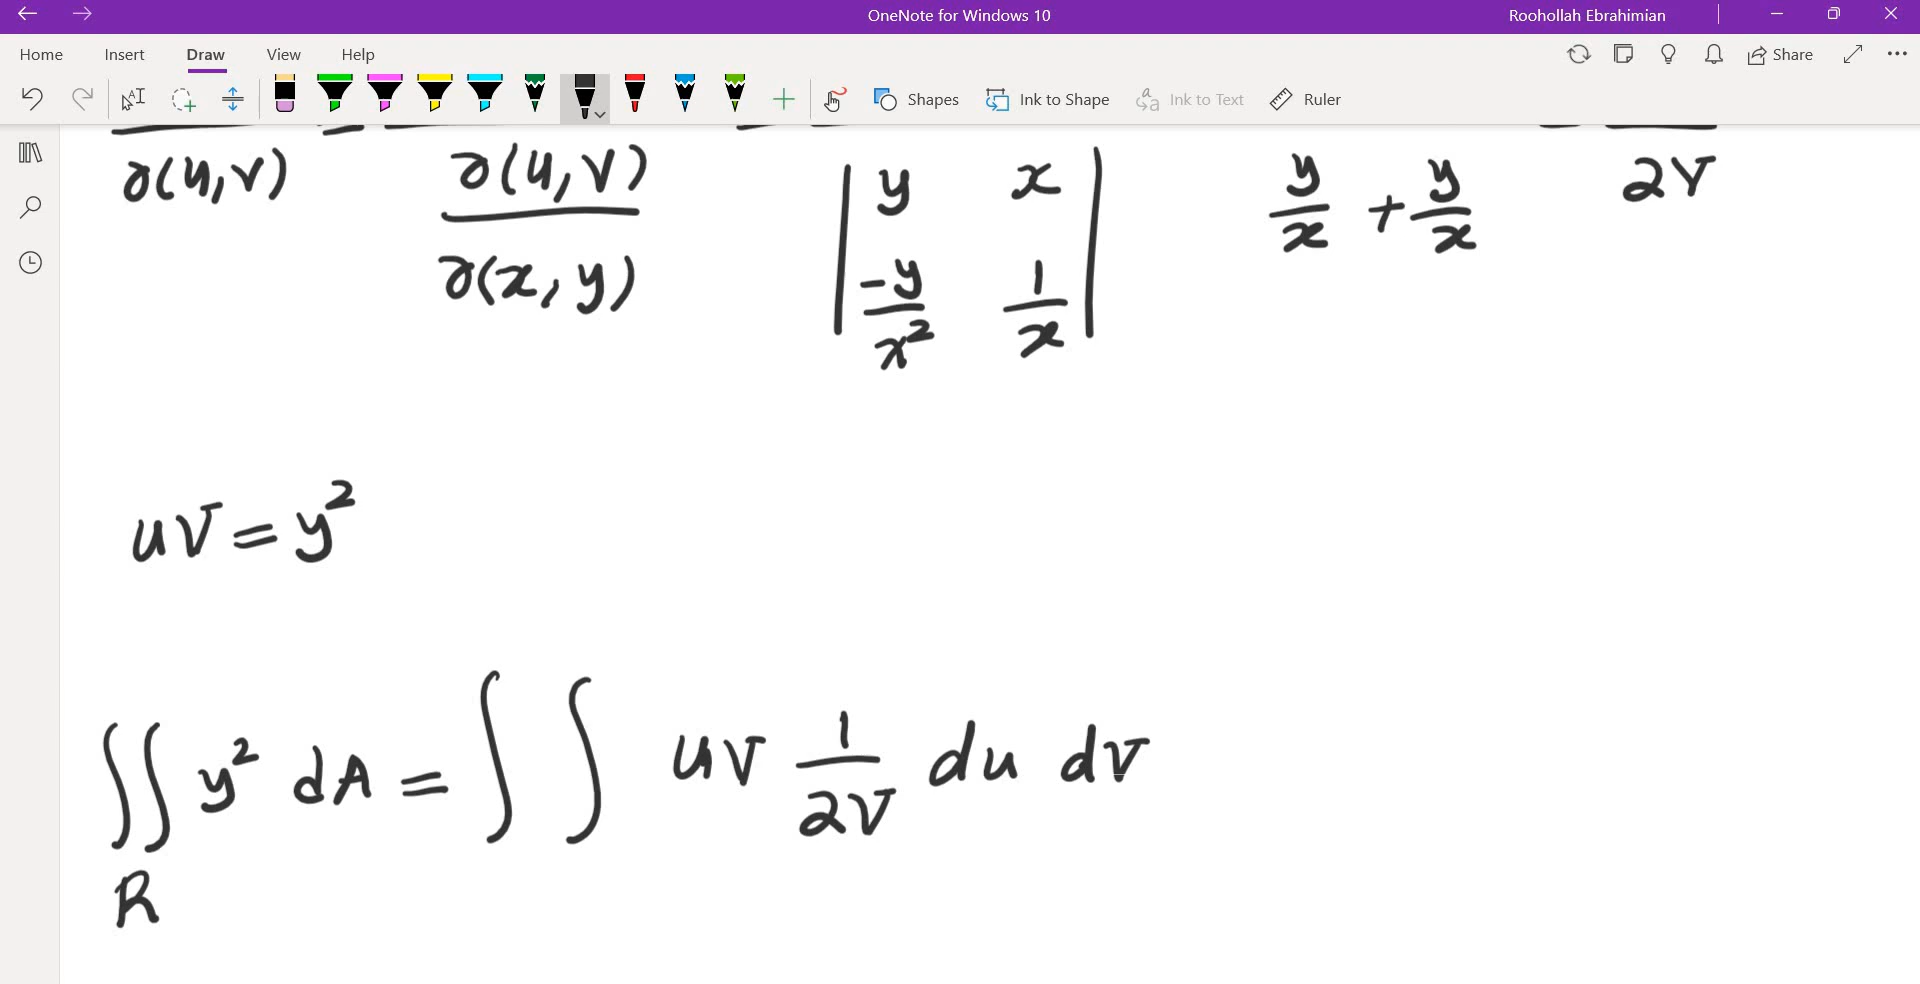 OneNote for Windows 10
Roohollah Ebrahimian
Home Insert Draw View Help
Share
Shapes Ink to Shape Ink to Text Ruler
∂(u,v) ∂(u,v) | y x | y/x + y/x 2v
∂(x,y) | -y/x² 1/x |
uv = y²
∬ y² dA = ∫ ∫ uv 1/2v du dv
R